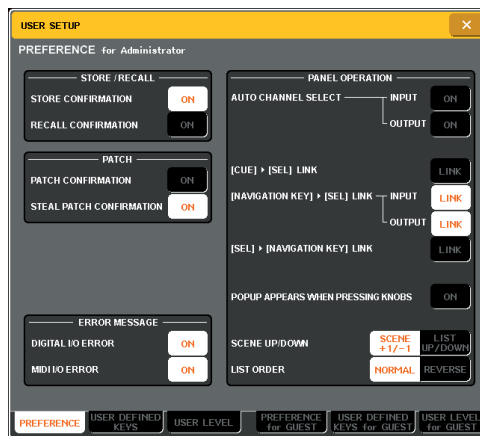 USER SETUP
PREFERENCE for Administrator
STORE/RECALL
STORE CONFIRMATION ON
RECALL CONFIRMATION ON
PATCH
PATCH CONFIRMATION ON
STEAL PATCH CONFIRMATION ON
ERROR MESSAGE
DIGITAL I/O ERROR ON
MIDI I/O ERROR ON
PANEL OPERATION
AUTO CHANNEL SELECT INPUT ON
OUTPUT ON
[CUE] ▸ [SEL] LINK LINK
[NAVIGATION KEY] ▸ [SEL] LINK INPUT LINK
OUTPUT LINK
[SEL] ▸ [NAVIGATION KEY] LINK LINK
POPUP APPEARS WHEN PRESSING KNOBS ON
SCENE UP/DOWN SCENE +1/-1 LIST UP/DOWN
LIST ORDER NORMAL REVERSE
PREFERENCE
USER DEFINED KEYS
USER LEVEL
PREFERENCE for GUEST
USER DEFINED KEYS for GUEST
USER LEVEL for GUEST